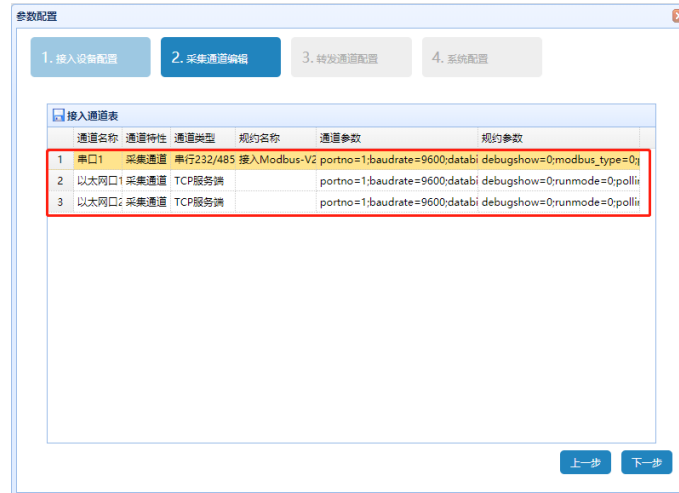 参数配置
1. 接入设备配置 2. 采集通道编辑 3. 转发通道配置 4. 系统配置
接入通道表
通道名称 通道特性 通道类型 规约名称 通道参数 规约参数
1 串口1 采集通道 串行232/485 接入Modbus-V2 portno=1;baudrate=9600;databi debugshow=0;modbus_type=0;
2 以太网口1 采集通道 TCP服务端 portno=1;baudrate=9600;databi debugshow=0;runmode=0;pollin
3 以太网口2 采集通道 TCP服务端 portno=1;baudrate=9600;databi debugshow=0;runmode=0;pollin
上一步 下一步